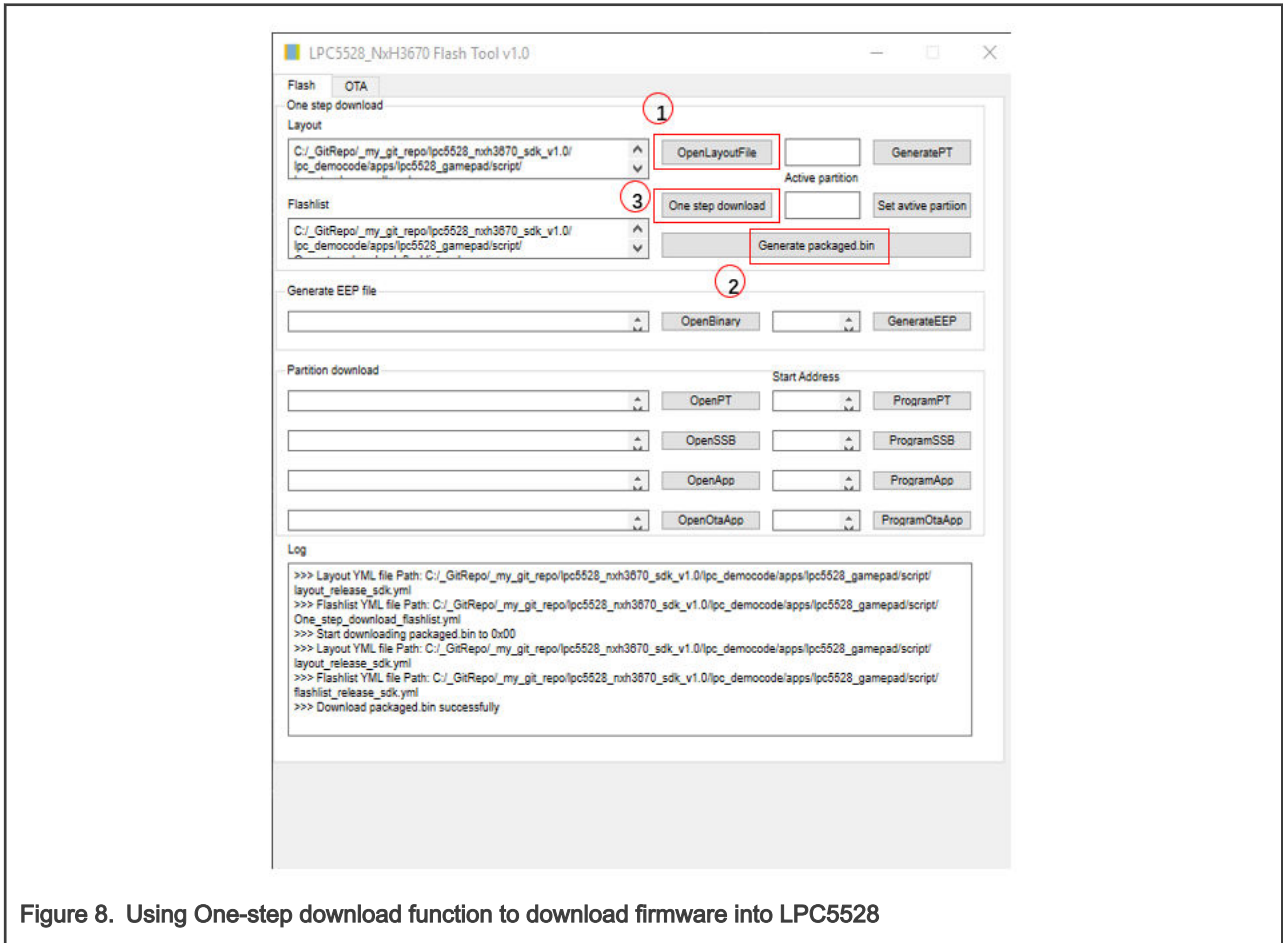 LPC5528_NxH3670 Flash Tool v1.0
Flash OTA
One step download
1
Layout
C:/_GitRepo/_my_git_repo/lpc5528_nxh3670_sdk_v1.0/
lpc_democode/apps/lpc5528_gamepad/script/
OpenLayoutFile
GeneratePT
Active partition
3
Flashlist
One step download
Set avtive partiion
C:/_GitRepo/_my_git_repo/lpc5528_nxh3670_sdk_v1.0/
lpc_democode/apps/lpc5528_gamepad/script/
Generate packaged.bin
2
Generate EEP file
OpenBinary
GenerateEEP
Partition download
Start Address
OpenPT
ProgramPT
OpenSSB
ProgramSSB
OpenApp
ProgramApp
OpenOtaApp
ProgramOtaApp
Log
>>> Layout YML file Path: C:/_GitRepo/_my_git_repo/lpc5528_nxh3670_sdk_v1.0/lpc_democode/apps/lpc5528_gamepad/script/
layout_release_sdk.yml
>>> Flashlist YML file Path: C:/_GitRepo/_my_git_repo/lpc5528_nxh3670_sdk_v1.0/lpc_democode/apps/lpc5528_gamepad/script/
One_step_download_flashlist.yml
>>> Start downloading packaged.bin to 0x00
>>> Layout YML file Path: C:/_GitRepo/_my_git_repo/lpc5528_nxh3670_sdk_v1.0/lpc_democode/apps/lpc5528_gamepad/script/
layout_release_sdk.yml
>>> Flashlist YML file Path: C:/_GitRepo/_my_git_repo/lpc5528_nxh3670_sdk_v1.0/lpc_democode/apps/lpc5528_gamepad/script/
flashlist_release_sdk.yml
>>> Download packaged.bin successfully
Figure 8. Using One-step download function to download firmware into LPC5528